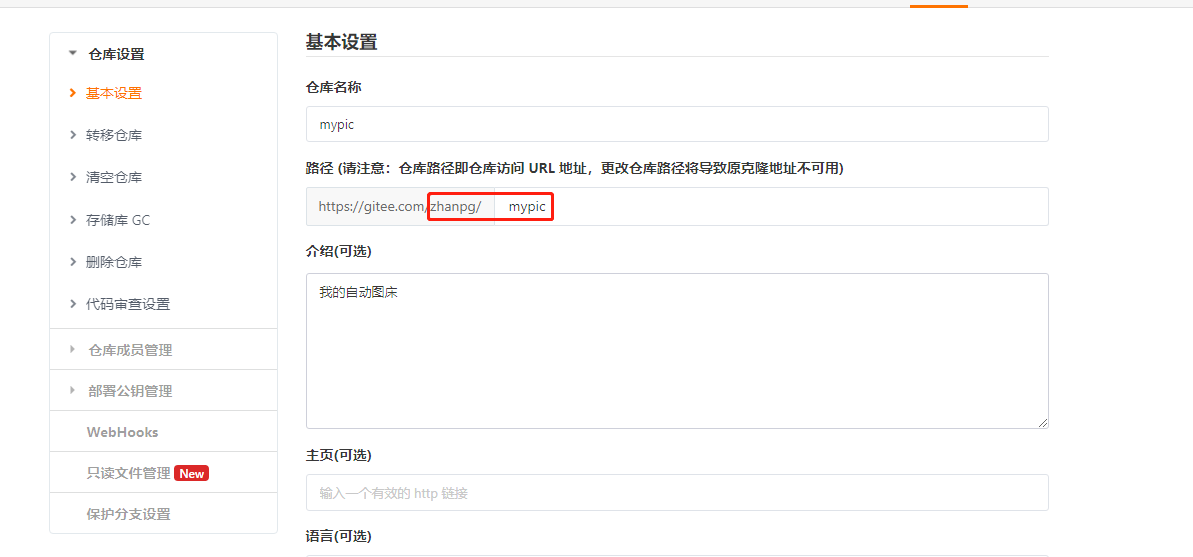 仓库设置
基本设置
转移仓库
清空仓库
存储库 GC
删除仓库
代码审查设置
仓库成员管理
部署公钥管理
WebHooks
只读文件管理 New
保护分支设置
基本设置
仓库名称
mypic
路径 (请注意：仓库路径即仓库访问 URL 地址，更改仓库路径将导致原克隆地址不可用)
https://gitee.com/zhanpg/ mypic
介绍(可选)
我的自动图床
主页(可选)
输入一个有效的 http 链接
语言(可选)